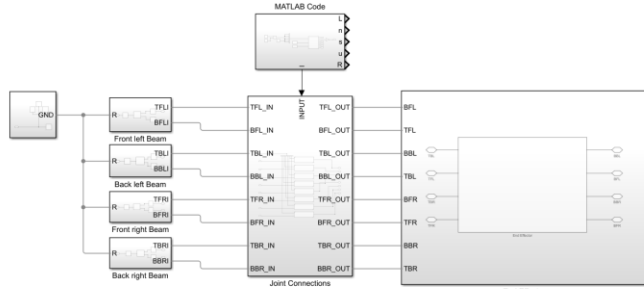 MATLAB Code
L
n
s
u
R
GND
R
TFLI
BFLI
Front left Beam
R
TBLI
BBLI
Back left Beam
R
TFRI
BFRI
Front right Beam
R
TBRI
BBRI
Back right Beam
INPUT
TFL_IN
TFL_OUT
BFL_IN
BFL_OUT
TBL_IN
TBL_OUT
BBL_IN
BBL_OUT
TFR_IN
TFR_OUT
BFR_IN
BFR_OUT
TBR_IN
TBR_OUT
BBR_IN
BBR_OUT
Joint Connections
BFL
TFL
BBL
TBL
BFR
TFR
BBR
TBR